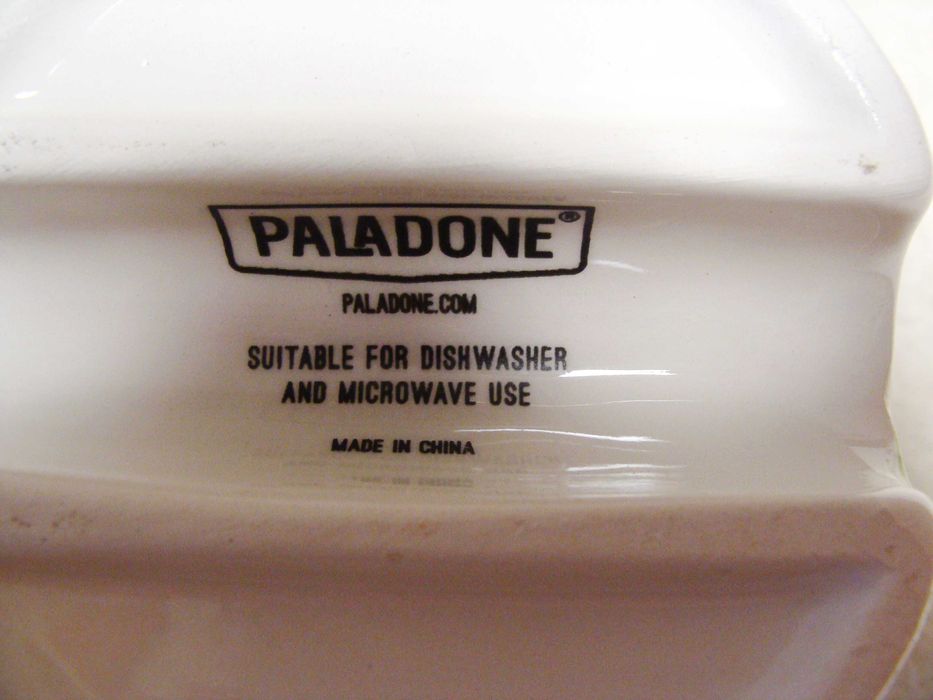 PALADONE®
PALADONE.COM
SUITABLE FOR DISHWASHER
AND MICROWAVE USE
MADE IN CHINA